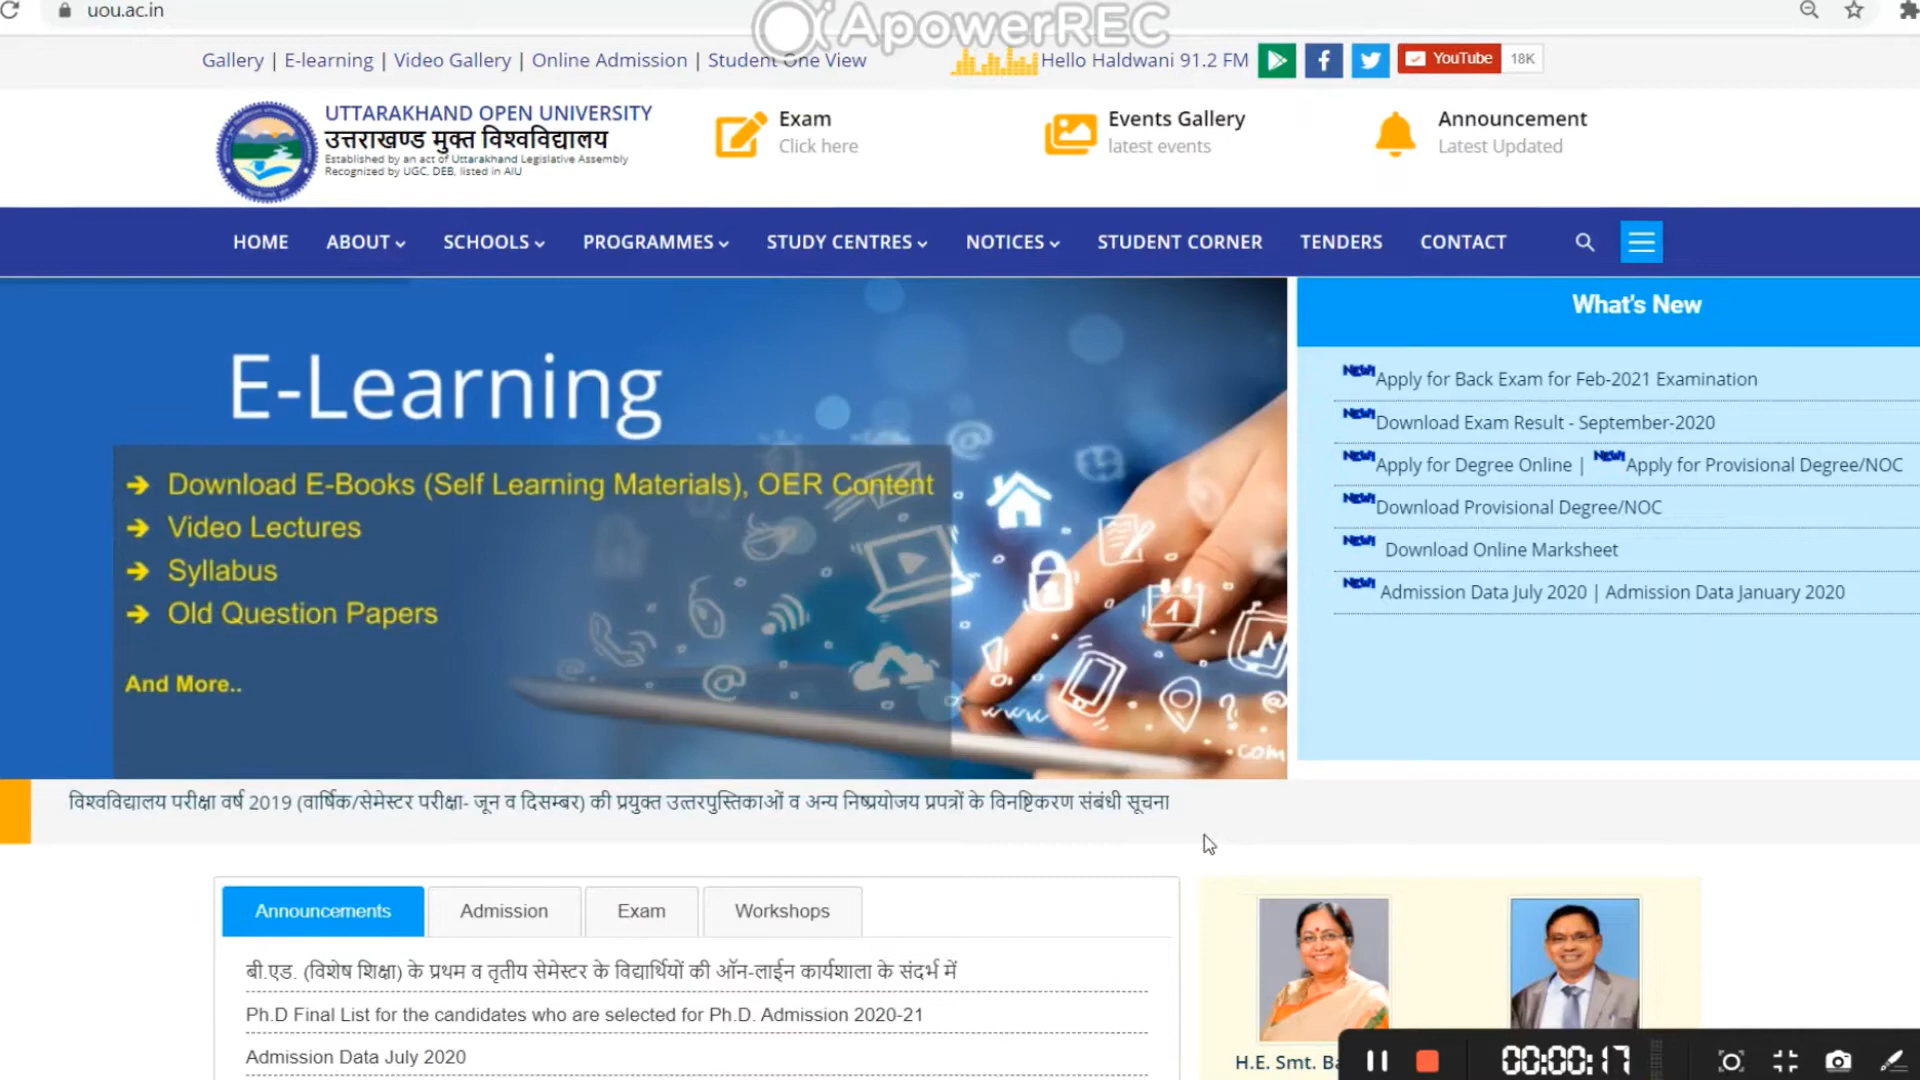 uou.ac.in
ApowerREC
Gallery | E-learning | Video Gallery | Online Admission | Student One View
Hello Haldwani 91.2 FM
YouTube 18K
UTTARAKHAND OPEN UNIVERSITY
उत्तराखण्ड मुक्त विश्वविद्यालय
Established by an act of Uttarakhand Legislative Assembly
Recognized by UGC, DEB, listed in AIU
Exam
Click here
Events Gallery
latest events
Announcement
Latest Updated
HOME ABOUT SCHOOLS PROGRAMMES STUDY CENTRES NOTICES STUDENT CORNER TENDERS CONTACT
E-Learning
Download E-Books (Self Learning Materials), OER Content
Video Lectures
Syllabus
Old Question Papers
And More..
www
.com
What's New
NEW! Apply for Back Exam for Feb-2021 Examination
NEW! Download Exam Result - September-2020
NEW! Apply for Degree Online | NEW! Apply for Provisional Degree/NOC
NEW! Download Provisional Degree/NOC
NEW! Download Online Marksheet
NEW! Admission Data July 2020 | Admission Data January 2020
विश्वविद्यालय परीक्षा वर्ष 2019 (वार्षिक/सेमेस्टर परीक्षा- जून व दिसम्बर) की प्रयुक्त उत्तरपुस्तिकाओं व अन्य निष्प्रयोजय प्रपत्रों के विनष्टिकरण संबंधी सूचना
Announcements Admission Exam Workshops
बी.एड. (विशेष शिक्षा) के प्रथम व तृतीय सेमेस्टर के विद्यार्थियों की ऑन-लाईन कार्यशाला के संदर्भ में
Ph.D Final List for the candidates who are selected for Ph.D. Admission 2020-21
Admission Data July 2020
H.E. Smt.
00:00:17